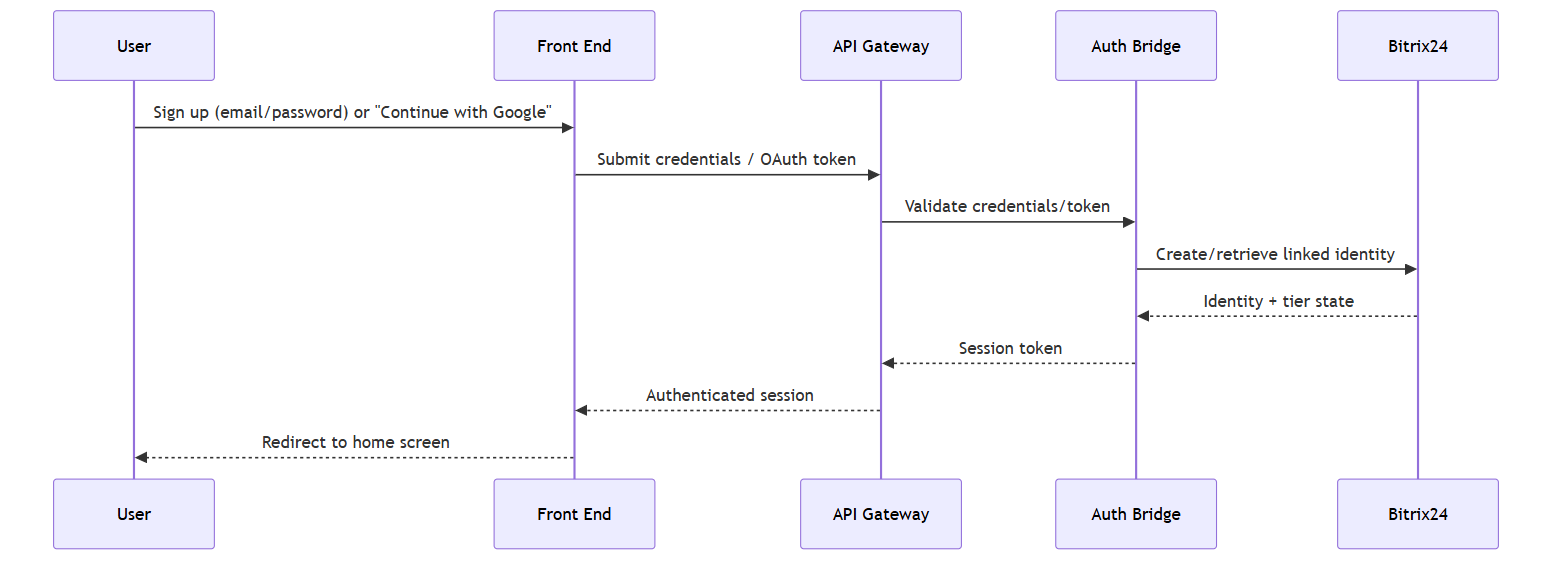 User
Front End
API Gateway
Auth Bridge
Bitrix24
Sign up (email/password) or "Continue with Google"
Submit credentials / OAuth token
Validate credentials/token
Create/retrieve linked identity
Identity + tier state
Session token
Authenticated session
Redirect to home screen
User
Front End
API Gateway
Auth Bridge
Bitrix24